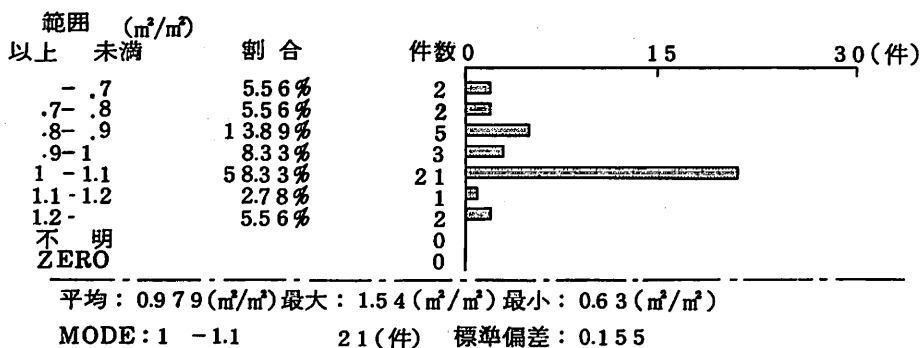 範囲 (㎡/㎡)
以上 未満 割合 件数 0 15 30(件)
- .7 5.56% 2
.7- .8 5.56% 2
.8- .9 13.89% 5
.9- 1 8.33% 3
1 -1.1 58.33% 21
1.1-1.2 2.78% 1
1.2- 5.56% 2
不明 0
ZERO 0
平均：0.979(㎡/㎡)最大：1.54(㎡/㎡)最小：0.63(㎡/㎡)
MODE:1 -1.1 21(件)標準偏差：0.155